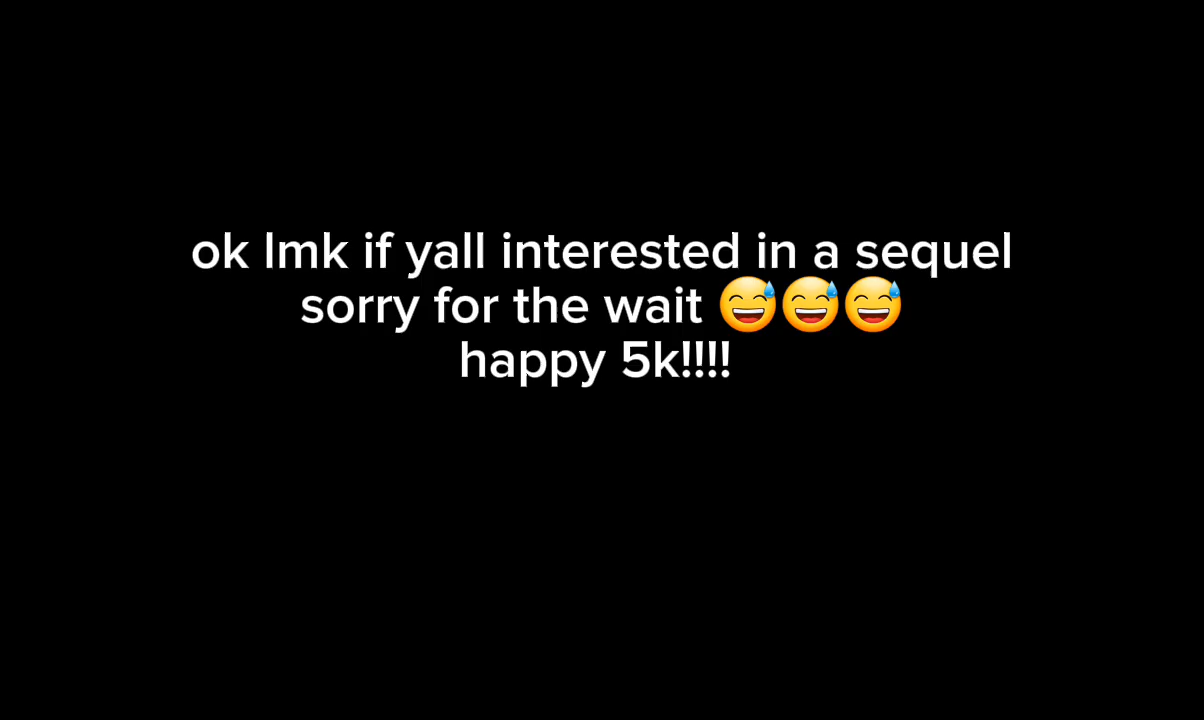 ok lmk if yall interested in a sequel
sorry for the wait 😅😅😅
happy 5k!!!!